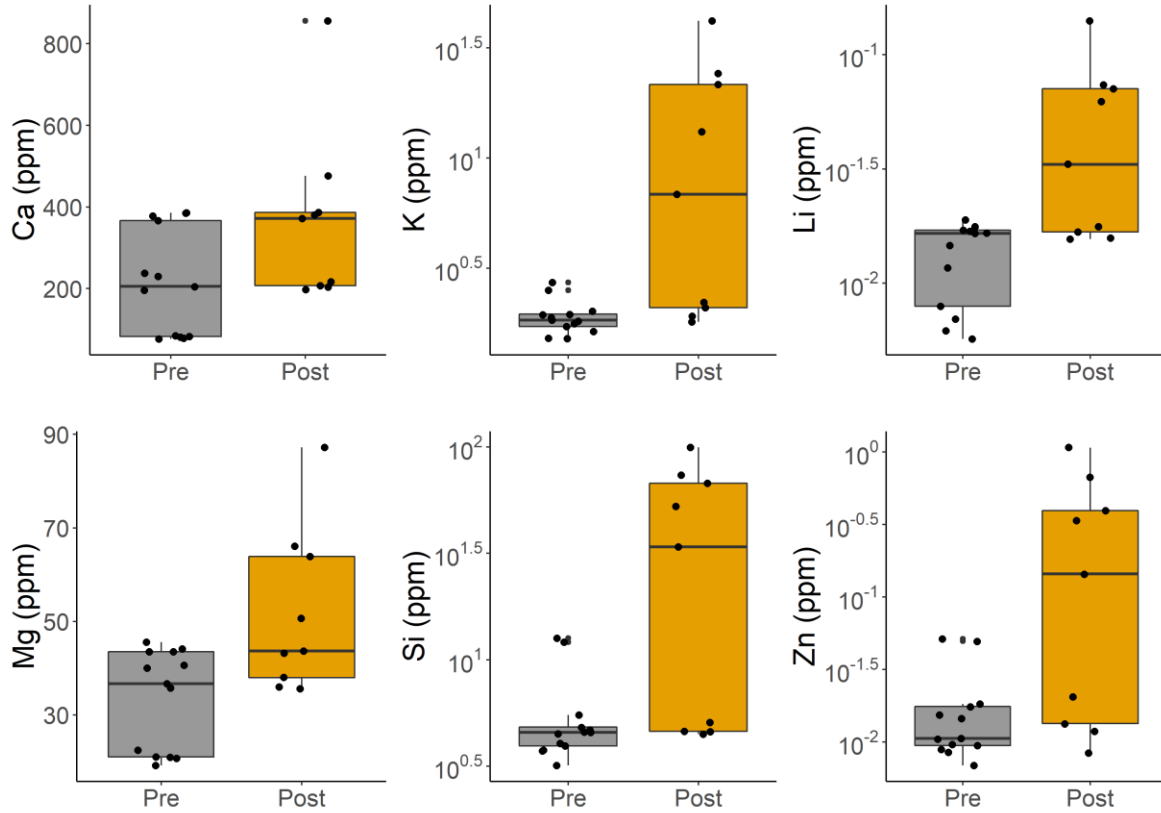 Ca (ppm)
800
600
400
200
Pre Post
K (ppm)
10^1.5
10^1
10^0.5
Pre Post
Li (ppm)
10^-1
10^-1.5
10^-2
Pre Post
Mg (ppm)
90
70
50
30
Pre Post
Si (ppm)
10^2
10^1.5
10^1
10^0.5
Pre Post
Zn (ppm)
10^0
10^-0.5
10^-1
10^-1.5
10^-2
Pre Post